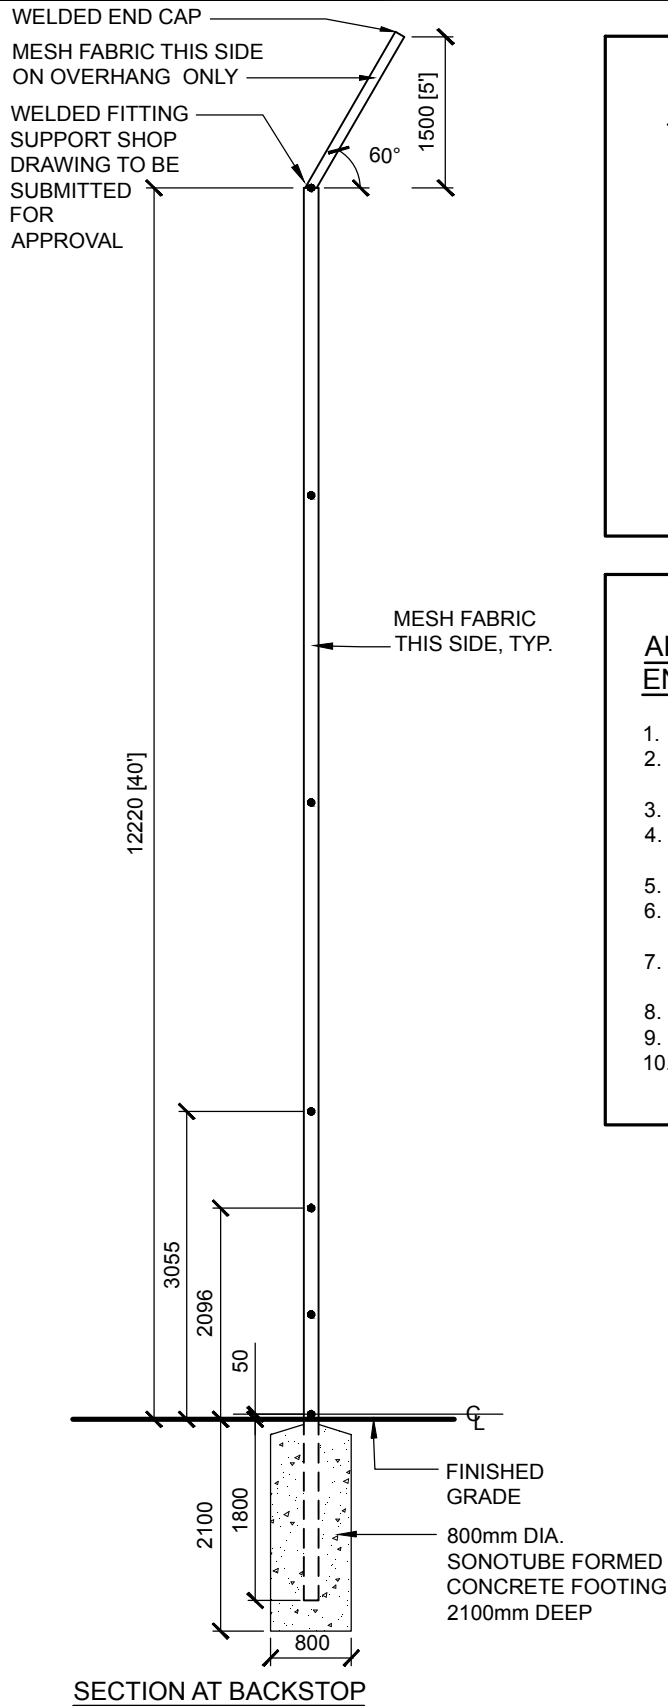 WELDED END CAP
MESH FABRIC THIS SIDE
ON OVERHANG ONLY
WELDED FITTING
SUPPORT SHOP
DRAWING TO BE
SUBMITTED
FOR
APPROVAL
60°
1500 [5']
12220 [40']
MESH FABRIC
THIS SIDE, TYP.
3055
2096
50
℄
2100
1800
FINISHED
GRADE
800mm DIA.
SONOTUBE FORMED
CONCRETE FOOTING
2100mm DEEP
800
SECTION AT BACKSTOP
1.
2.
3.
4.
5.
6.
7.
8.
9.
10.